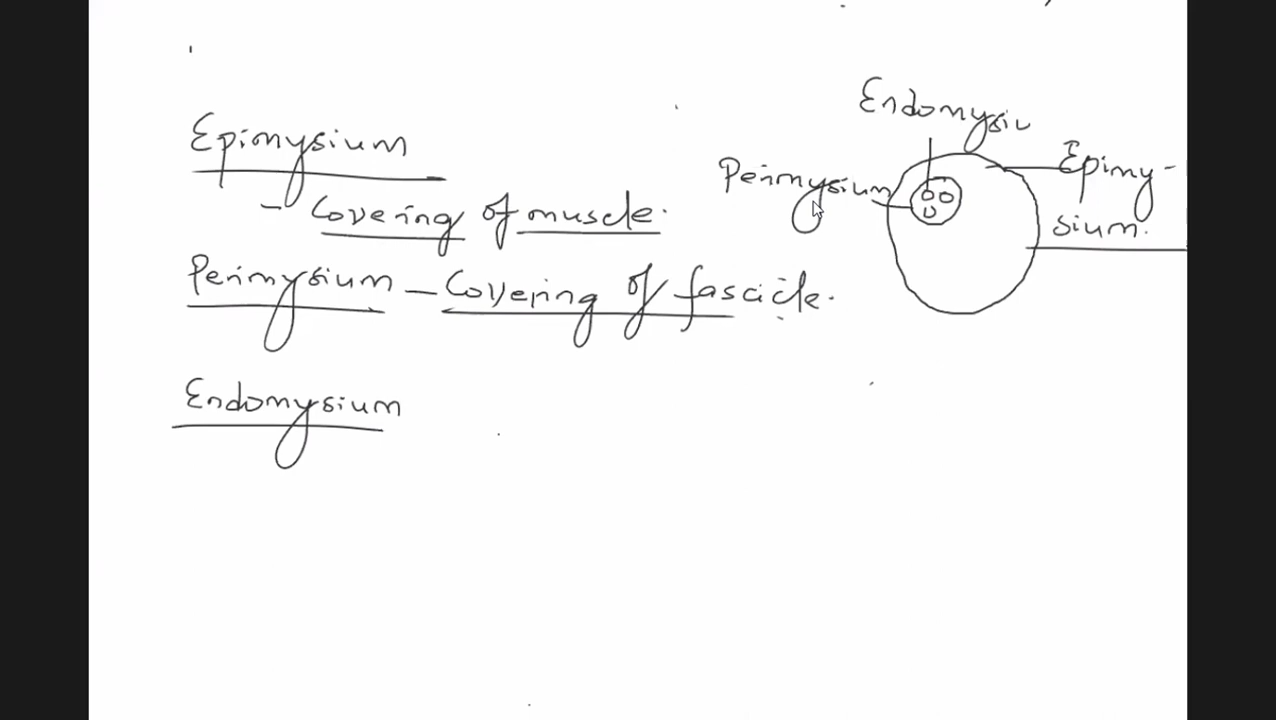 Epimysium
- Covering of muscle.
Perimysium - Covering of fascicle.
Endomysium
Endomysiu
Perimysium
Epimy-
sium.